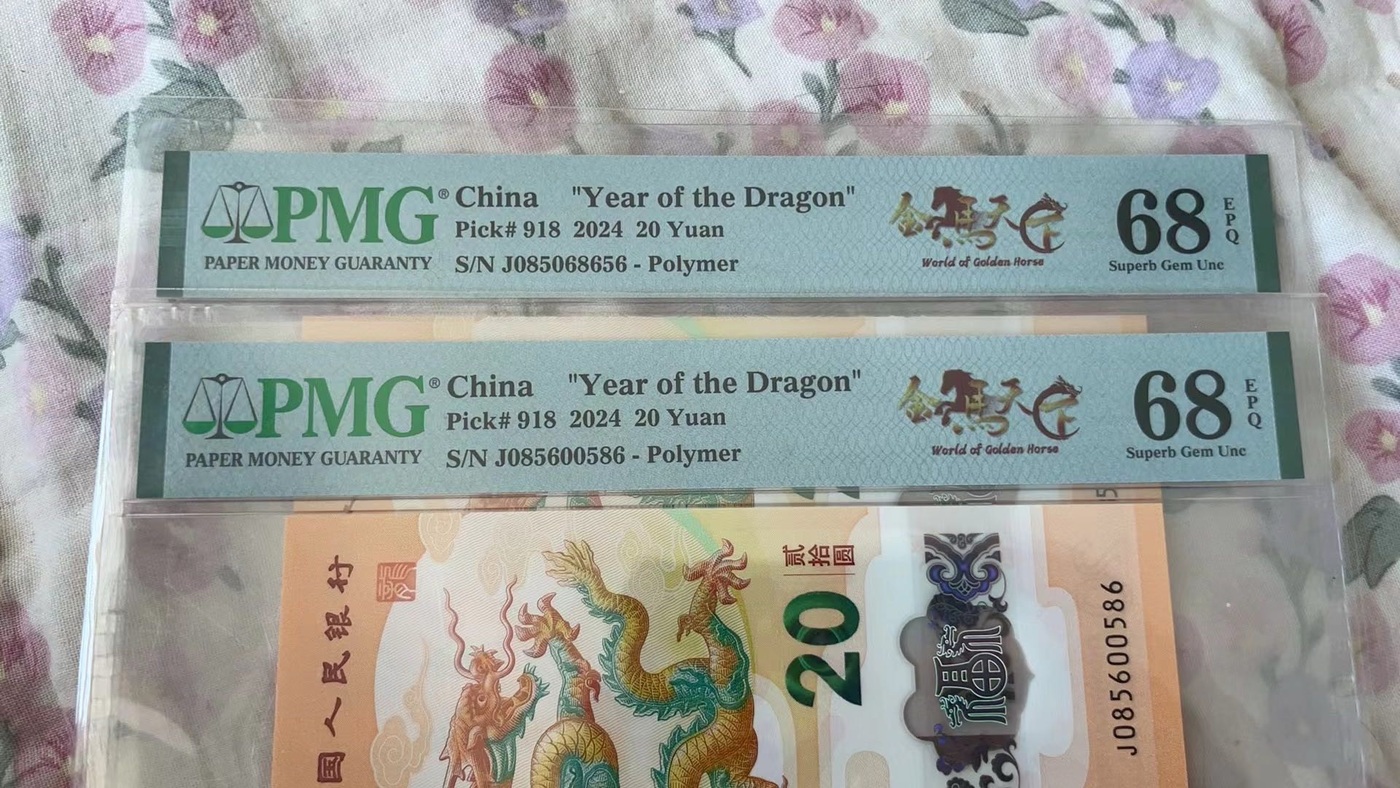 PMG®
PAPER MONEY GUARANTY
China "Year of the Dragon"
Pick# 918 2024 20 Yuan
S/N J085068656 - Polymer
金馬天下
World of Golden Horse
68
EPQ
Superb Gem Unc
PMG®
PAPER MONEY GUARANTY
China "Year of the Dragon"
Pick# 918 2024 20 Yuan
S/N J085600586 - Polymer
金馬天下
World of Golden Horse
68
EPQ
Superb Gem Unc
国人民银行
贰拾圆
20
福
J085600586